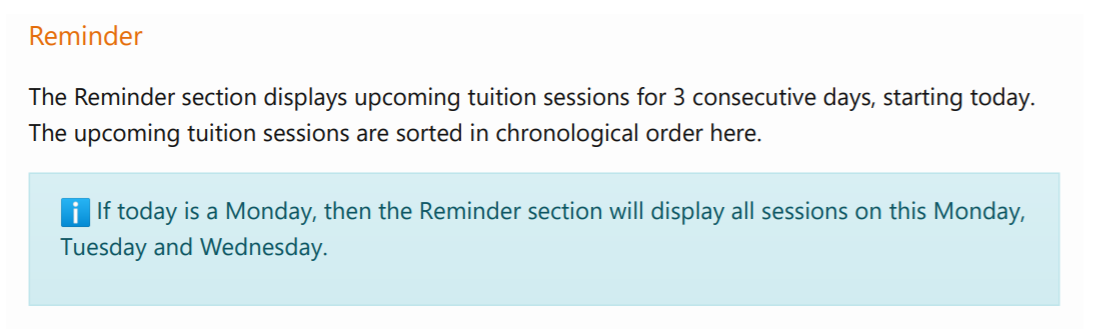 Reminder
The Reminder section displays upcoming tuition sessions for 3 consecutive days, starting today.
The upcoming tuition sessions are sorted in chronological order here.
ℹ️ If today is a Monday, then the Reminder section will display all sessions on this Monday,
Tuesday and Wednesday.